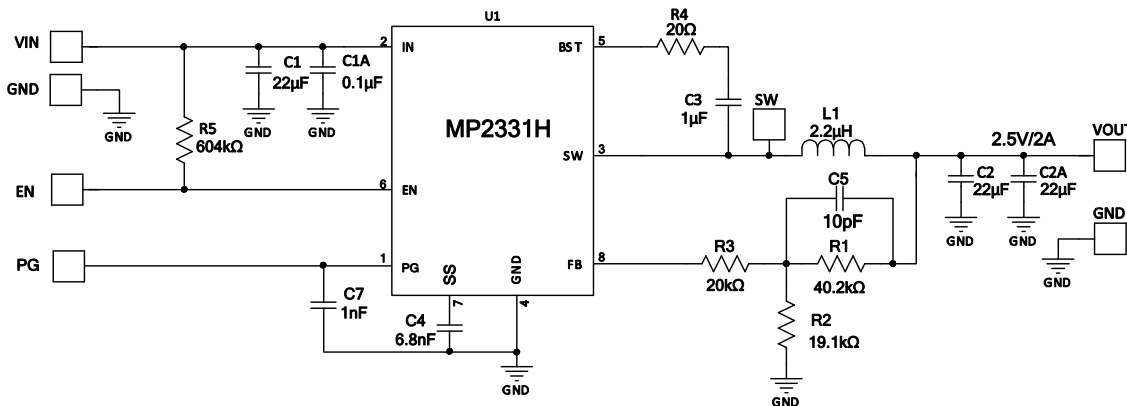 U1
MP2331H
VIN
GND
GND
2
IN
C1
22μF
GND
C1A
0.1μF
GND
R5
604kΩ
EN
6
EN
PG
1
PG
C7
1nF
SS
7
C4
6.8nF
GND
4
GND
BST
5
R4
20Ω
C3
1μF
SW
SW
3
L1
2.2μH
2.5V/2A
VOUT
C2
22μF
GND
C2A
22μF
GND
GND
GND
C5
10pF
FB
8
R3
20kΩ
R1
40.2kΩ
R2
19.1kΩ
GND